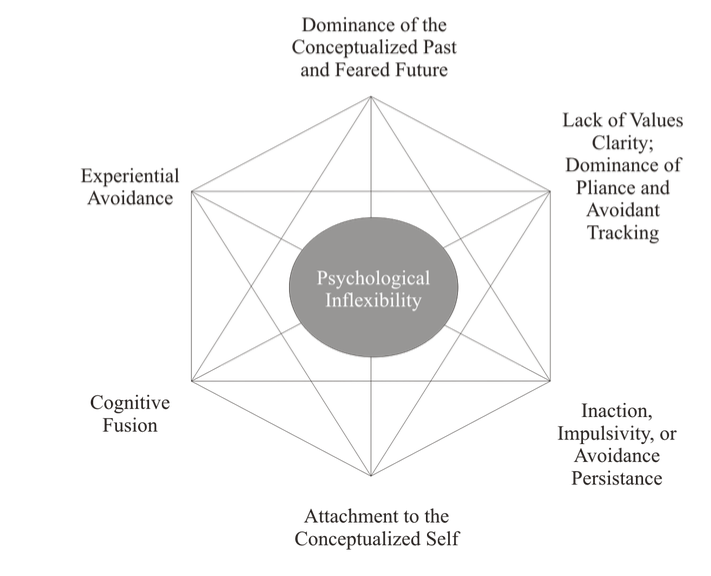 Dominance of the
Conceptualized Past
and Feared Future
Lack of Values
Clarity;
Dominance of
Pliance and
Avoidant
Tracking
Experiential
Avoidance
Psychological
Inflexibility
Cognitive
Fusion
Inaction,
Impulsivity, or
Avoidance
Persistance
Attachment to the
Conceptualized Self